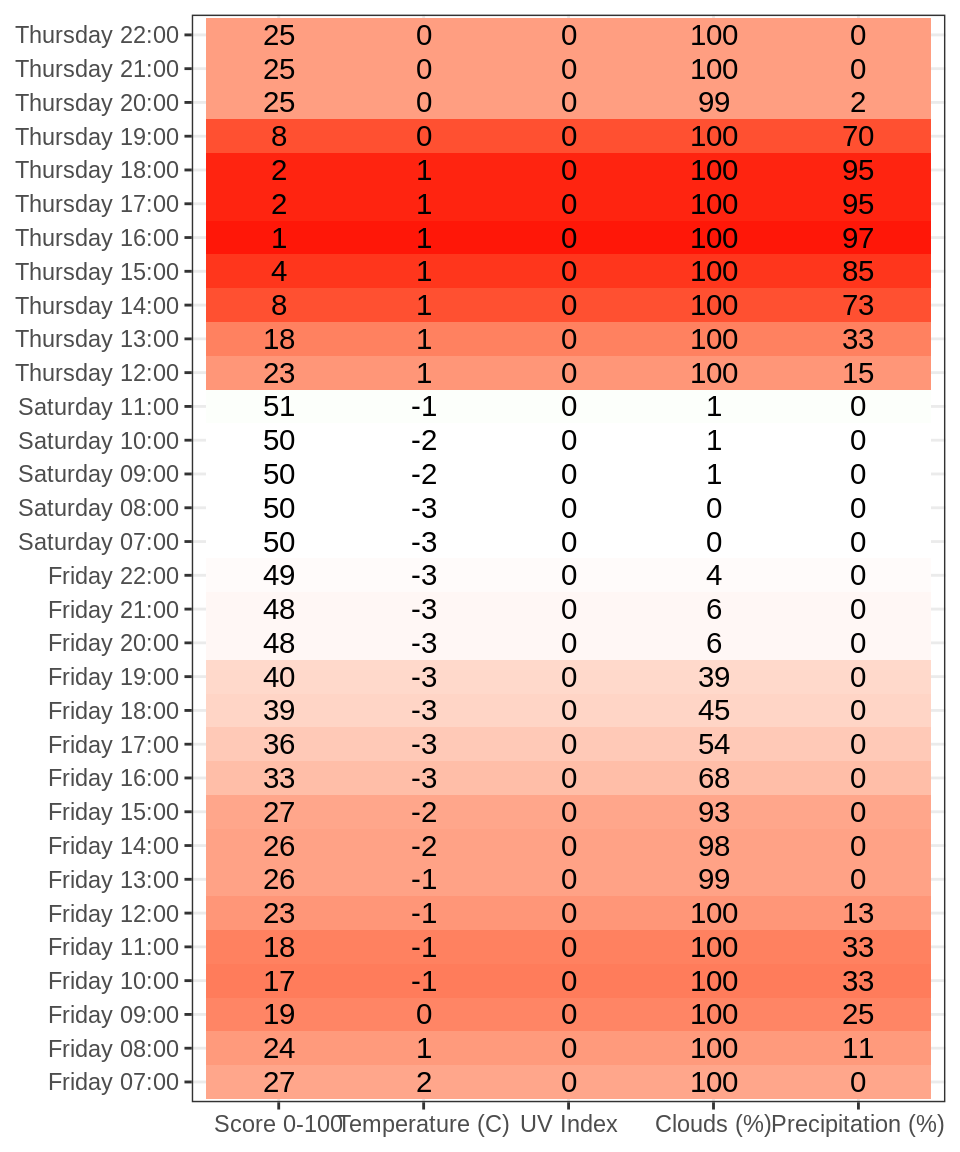 Thursday 22:00 25 0 0 100 0
Thursday 21:00 25 0 0 100 0
Thursday 20:00 25 0 0 99 2
Thursday 19:00 8 0 0 100 70
Thursday 18:00 2 1 0 100 95
Thursday 17:00 2 1 0 100 95
Thursday 16:00 1 1 0 100 97
Thursday 15:00 4 1 0 100 85
Thursday 14:00 8 1 0 100 73
Thursday 13:00 18 1 0 100 33
Thursday 12:00 23 1 0 100 15
Saturday 11:00 51 -1 0 1 0
Saturday 10:00 50 -2 0 1 0
Saturday 09:00 50 -2 0 1 0
Saturday 08:00 50 -3 0 0 0
Saturday 07:00 50 -3 0 0 0
Friday 22:00 49 -3 0 4 0
Friday 21:00 48 -3 0 6 0
Friday 20:00 48 -3 0 6 0
Friday 19:00 40 -3 0 39 0
Friday 18:00 39 -3 0 45 0
Friday 17:00 36 -3 0 54 0
Friday 16:00 33 -3 0 68 0
Friday 15:00 27 -2 0 93 0
Friday 14:00 26 -2 0 98 0
Friday 13:00 26 -1 0 99 0
Friday 12:00 23 -1 0 100 13
Friday 11:00 18 -1 0 100 33
Friday 10:00 17 -1 0 100 33
Friday 09:00 19 0 0 100 25
Friday 08:00 24 1 0 100 11
Friday 07:00 27 2 0 100 0
Score 0-100 Temperature (C) UV Index Clouds (%) Precipitation (%)